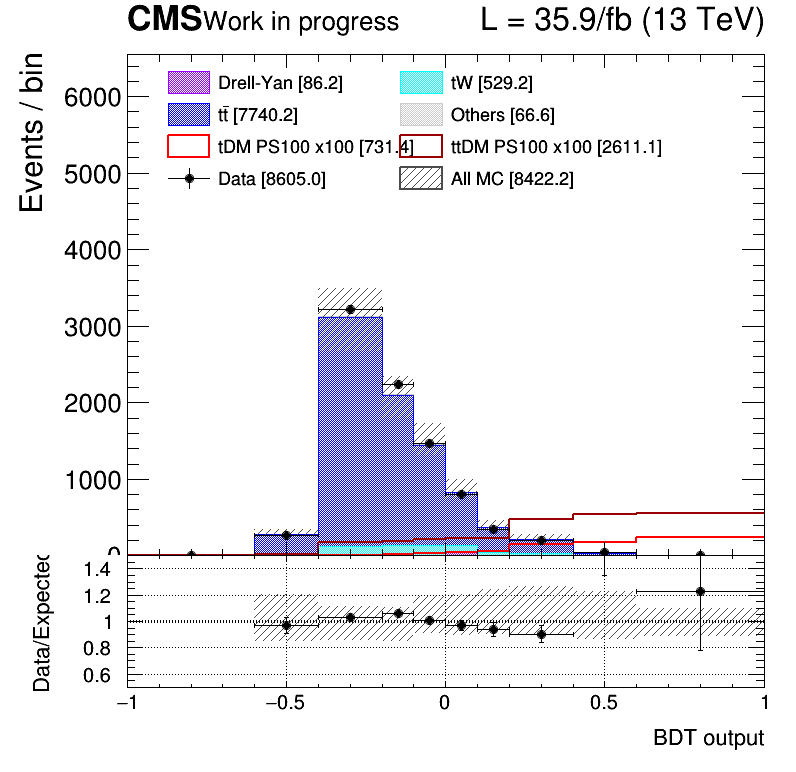 CMS Work in progress L = 35.9/fb (13 TeV)
Events / bin
Drell-Yan [86.2] tW [529.2]
tt̄ [7740.2] Others [66.6]
tDM PS100 x100 [731.4] ttDM PS100 x100 [2611.1]
Data [8605.0] All MC [8422.2]
6000
5000
4000
3000
2000
1000
0
Data/Expected
1.4
1.2
1
0.8
0.6
−1 −0.5 0 0.5 1
BDT output